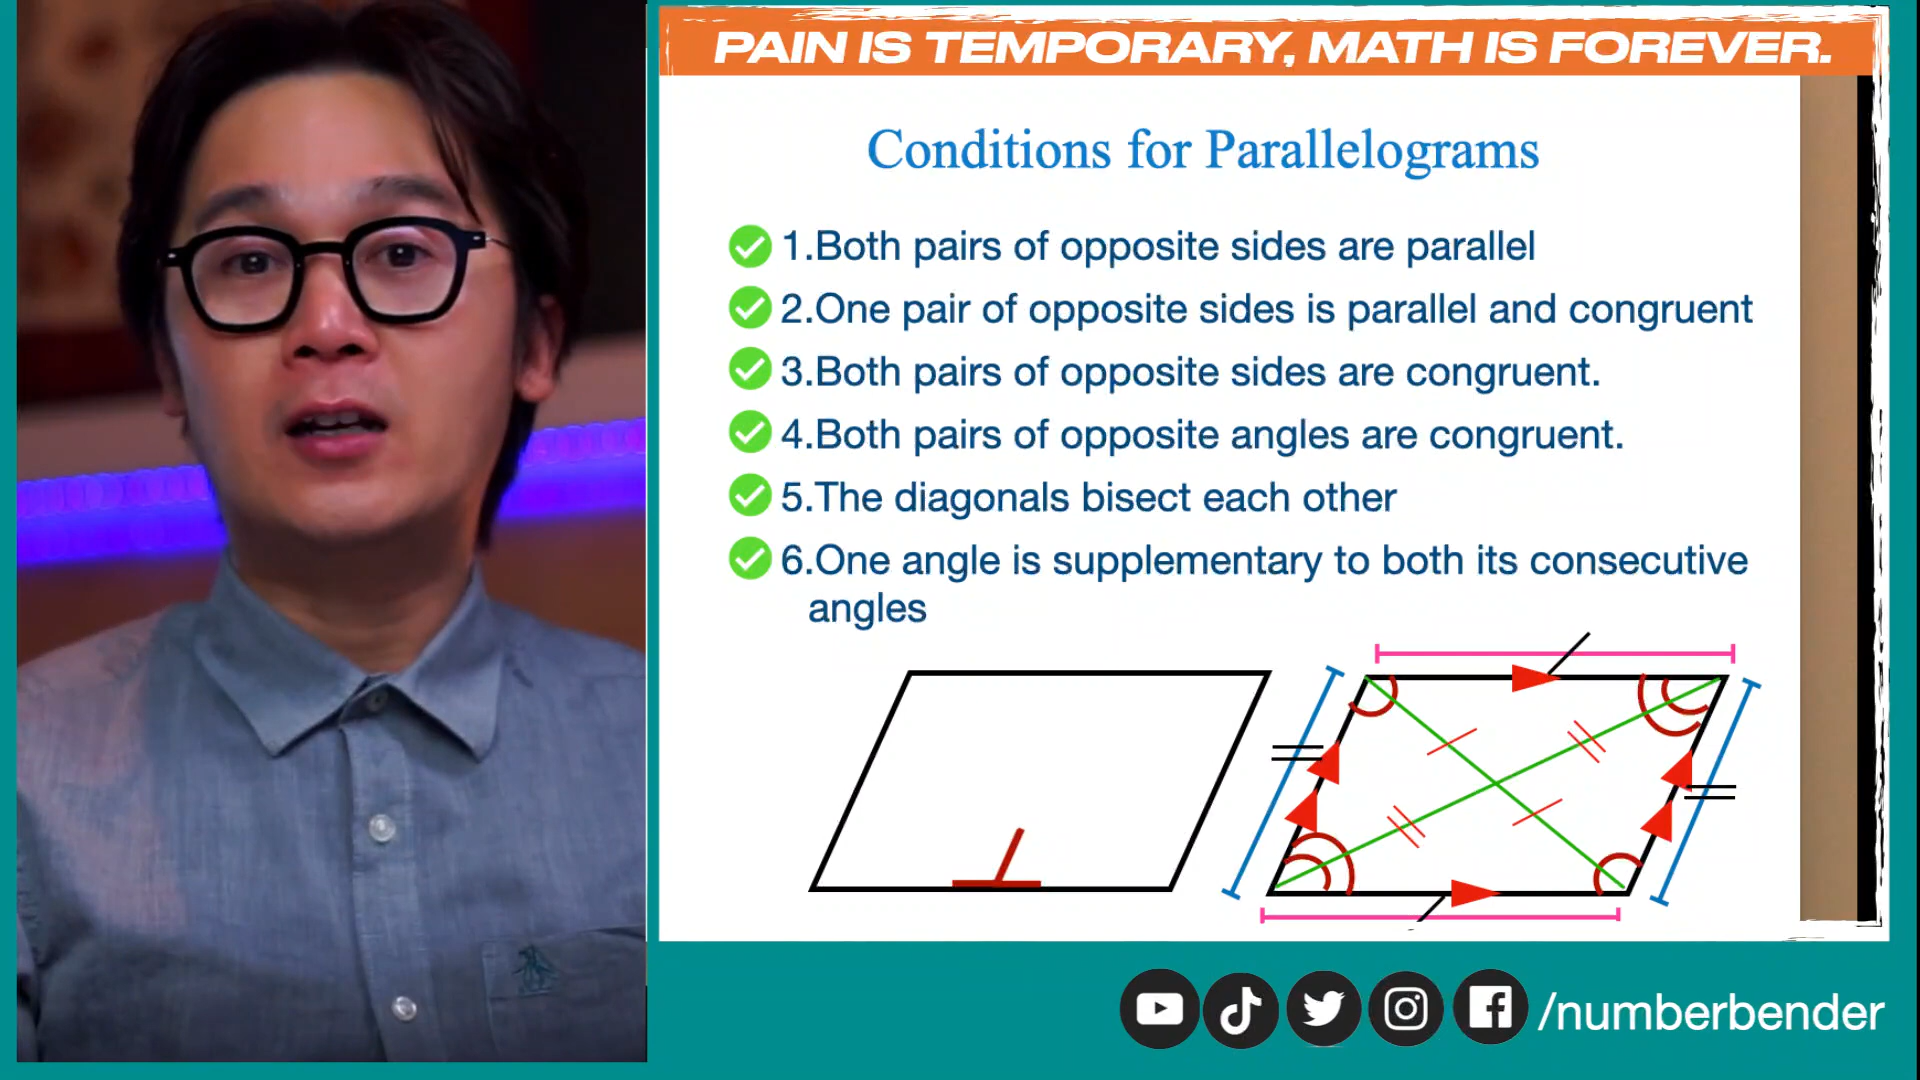 PAIN IS TEMPORARY, MATH IS FOREVER.
Conditions for Parallelograms
1.Both pairs of opposite sides are parallel
2.One pair of opposite sides is parallel and congruent
3.Both pairs of opposite sides are congruent.
4.Both pairs of opposite angles are congruent.
5.The diagonals bisect each other
6.One angle is supplementary to both its consecutive
angles
/numberbender